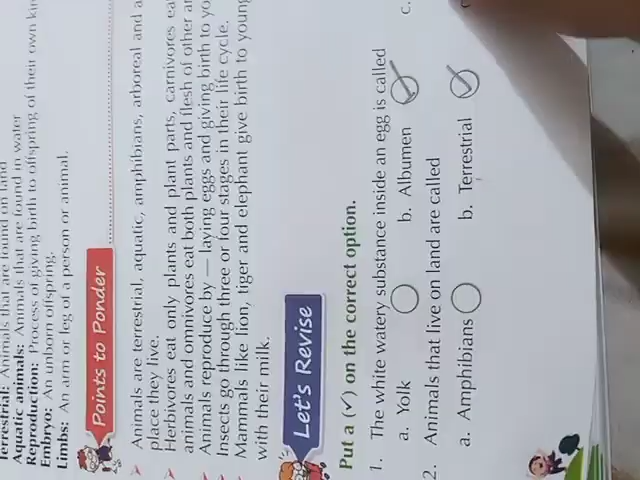 Terrestrial: Animals that are found on land
Aquatic animals: Animals that are found in water
Reproduction: Process of giving birth to offspring of their own
Embryo: An unborn offspring.
Limbs: An arm or leg of a person or animal.
Points to Ponder
Animals are terrestrial, aquatic, amphibians, arboreal and
place they live.
Herbivores eat only plants and plant parts, carnivores
animals and omnivores eat both plants and flesh of other
Animals reproduce by — laying eggs and giving birth to
Insects go through three or four stages in their life cycle.
Mammals like lion, tiger and elephant give birth to young
with their milk.
Let's Revise
Put a (✓) on the correct option.
1. The white watery substance inside an egg is called
a. Yolk b. Albumen c.
2. Animals that live on land are called
a. Amphibians b. Terrestrial